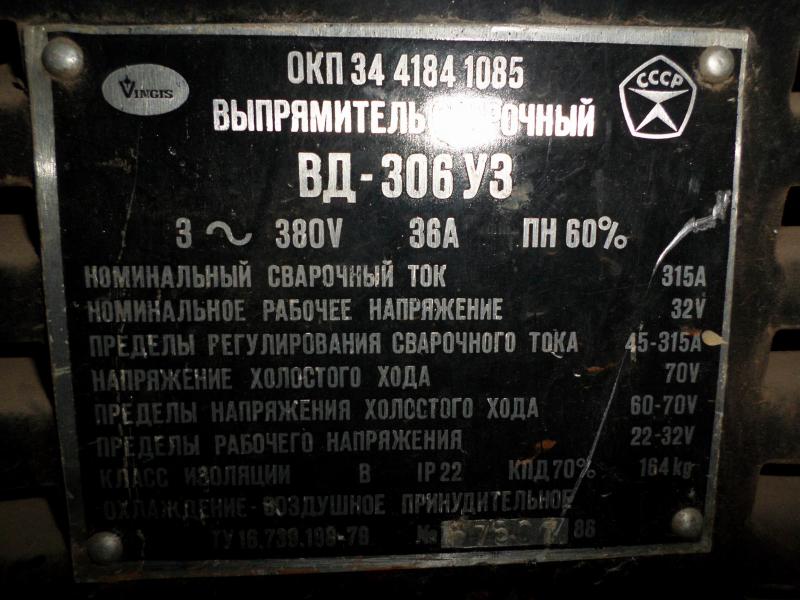 VINGIS
ОКП 34 4184 1085
СССР
ВЫПРЯМИТЕЛЬ СВАРОЧНЫЙ
ВД-306 У3
3 ~ 380V 36A ПН 60%
НОМИНАЛЬНЫЙ СВАРОЧНЫЙ ТОК 315A
НОМИНАЛЬНОЕ РАБОЧЕЕ НАПРЯЖЕНИЕ 32V
ПРЕДЕЛЫ РЕГУЛИРОВАНИЯ СВАРОЧНОГО ТОКА 45-315A
НАПРЯЖЕНИЕ ХОЛОСТОГО ХОДА 70V
ПРЕДЕЛЫ НАПРЯЖЕНИЯ ХОЛОСТОГО ХОДА 60-70V
ПРЕДЕЛЫ РАБОЧЕГО НАПРЯЖЕНИЯ 22-32V
КЛАСС ИЗОЛЯЦИИ В IP 22 КПД 70% 164 kg
ОХЛАЖДЕНИЕ-ВОЗДУШНОЕ ПРИНУДИТЕЛЬНОЕ
ТУ 16.739.199-79 № 86